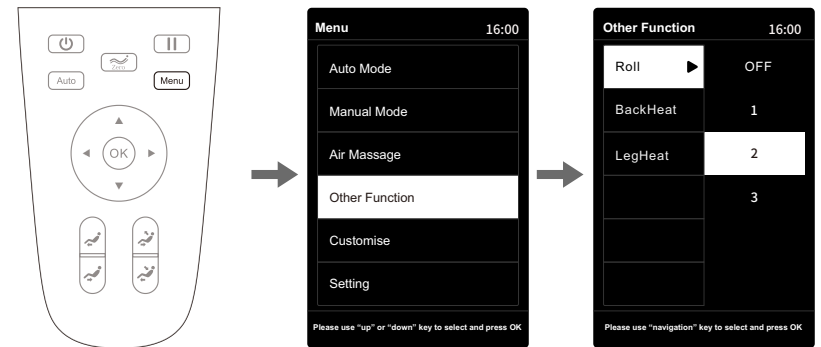 Zero
Auto
Menu
OK
Menu 16:00
Auto Mode
Manual Mode
Air Massage
Other Function
Customise
Setting
Please use “up” or “down” key to select and press OK
Other Function 16:00
Roll OFF
BackHeat 1
LegHeat 2
3
Please use “navigation” key to select and press OK